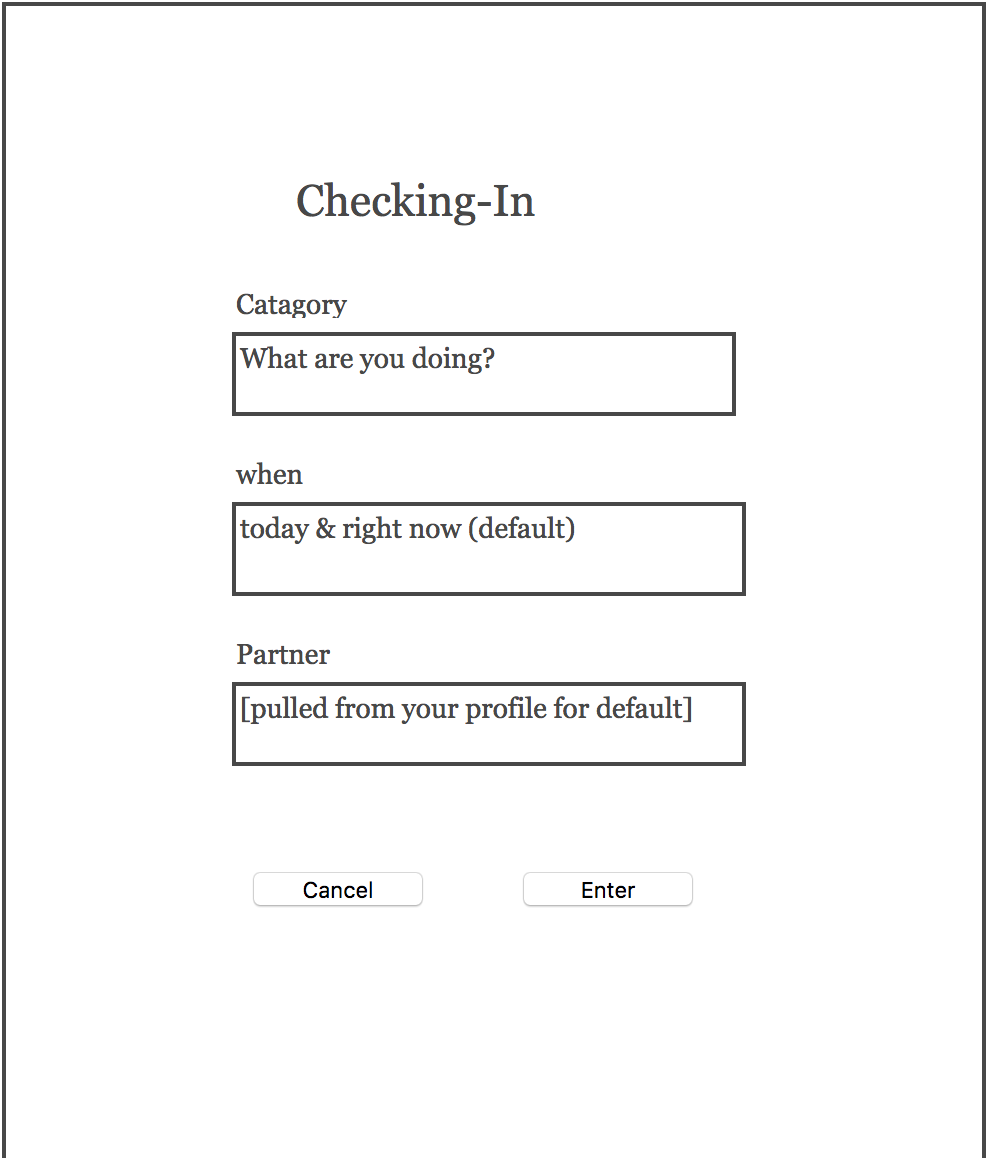 Checking-In
Catagory
What are you doing?
when
today & right now (default)
Partner
[pulled from your profile for default]
Cancel
Enter